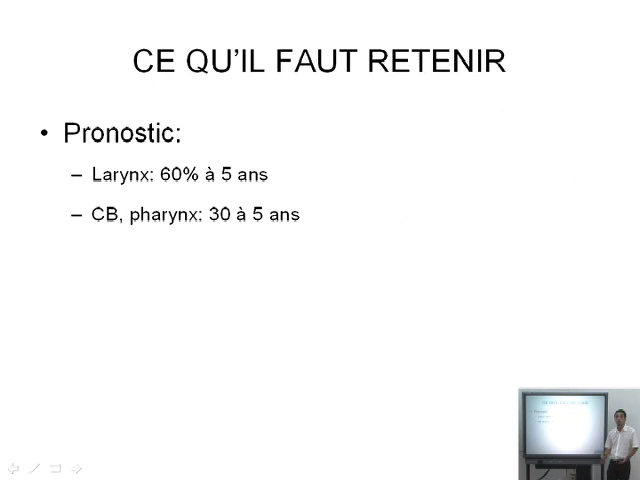 CE QU'IL FAUT RETENIR
• Pronostic:
– Larynx: 60% à 5 ans
– CB, pharynx: 30 à 5 ans